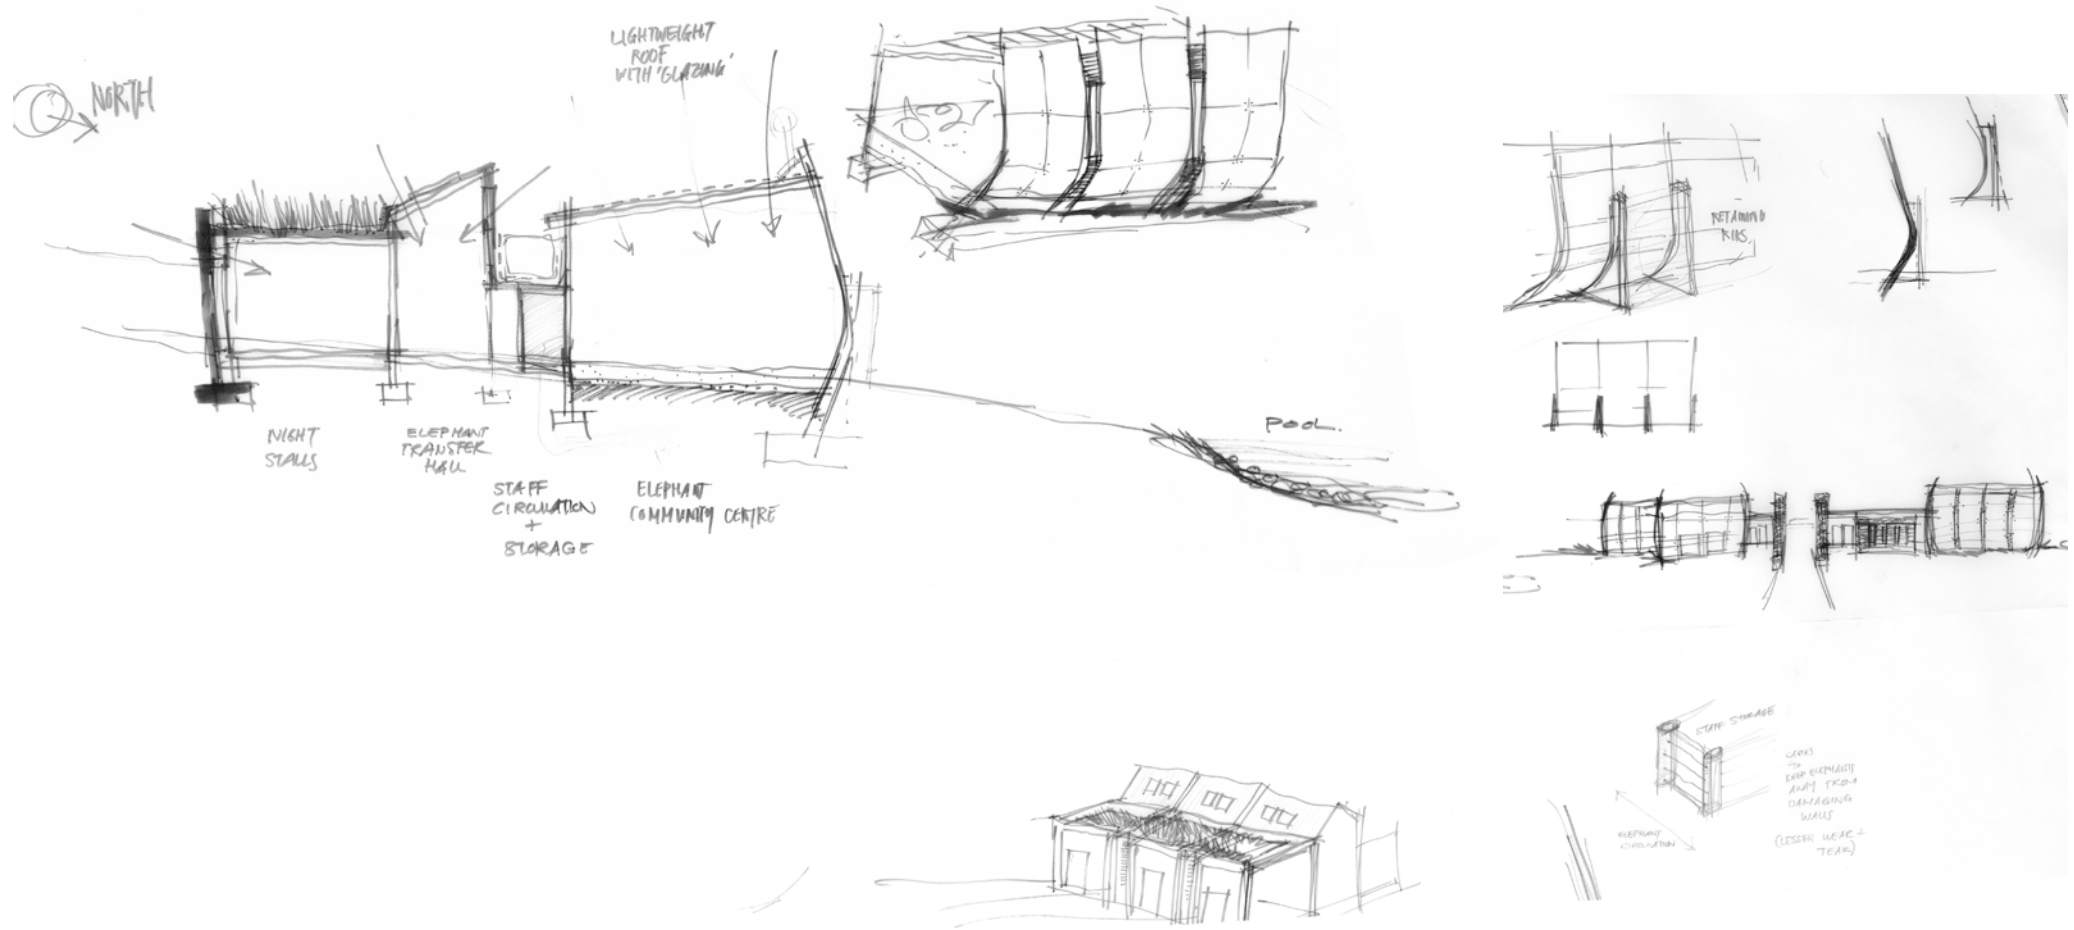 NORTH
LIGHTWEIGHT
ROOF
WITH 'GLAZING'
NIGHT
STALLS
ELEPHANT
TRANSFER
HALL
STAFF
CIRCULATION
+
STORAGE
ELEPHANT
COMMUNITY CENTRE
POOL.
RETAINING
RIBS
STAFF STORAGE
KEEP ELEPHANTS
AWAY FROM
DAMAGING
WALLS
(LESSEN WEAR +
TEAR)
ELEPHANT
CIRCULATION